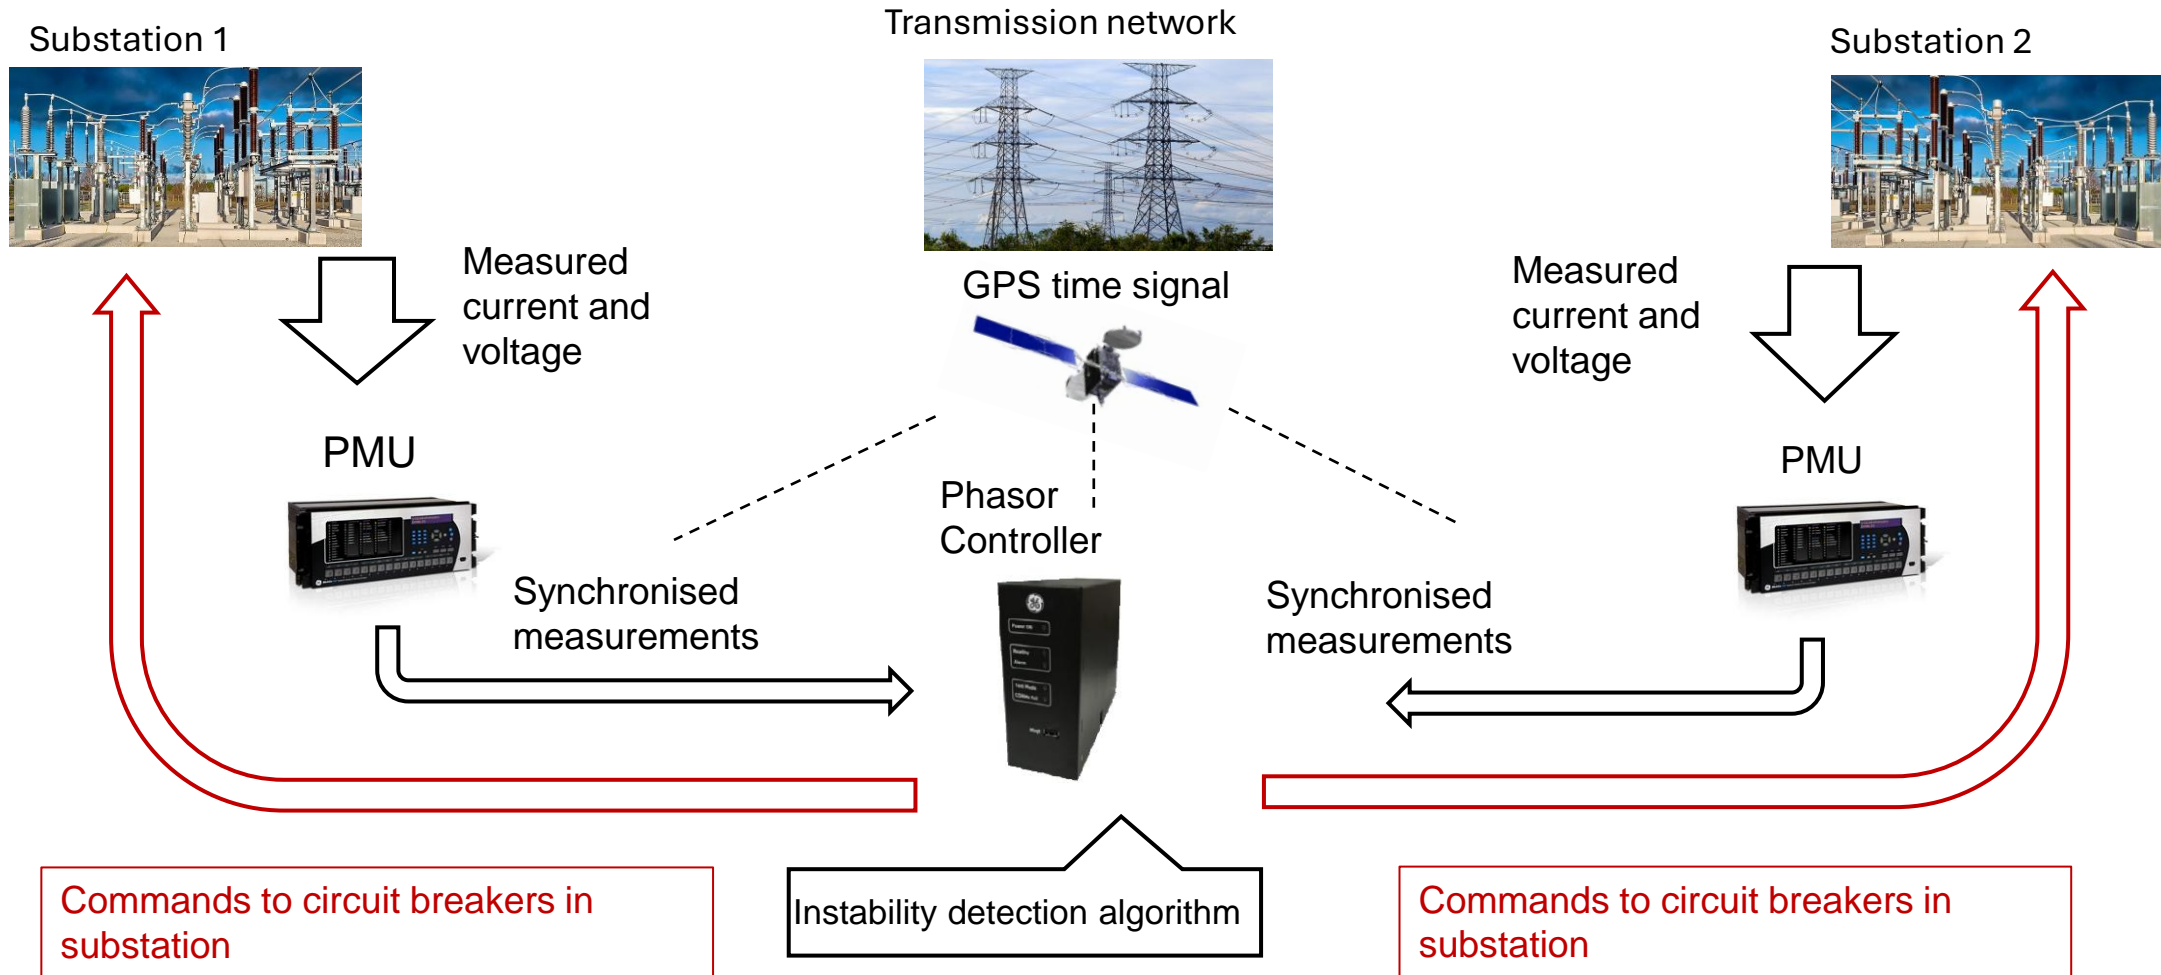 Substation 1
Transmission network
Substation 2
Measured
current and
voltage
GPS time signal
Measured
current and
voltage
PMU
Phasor
Controller
PMU
Synchronised
measurements
Synchronised
measurements
Commands to circuit breakers in
substation
Instability detection algorithm
Commands to circuit breakers in
substation